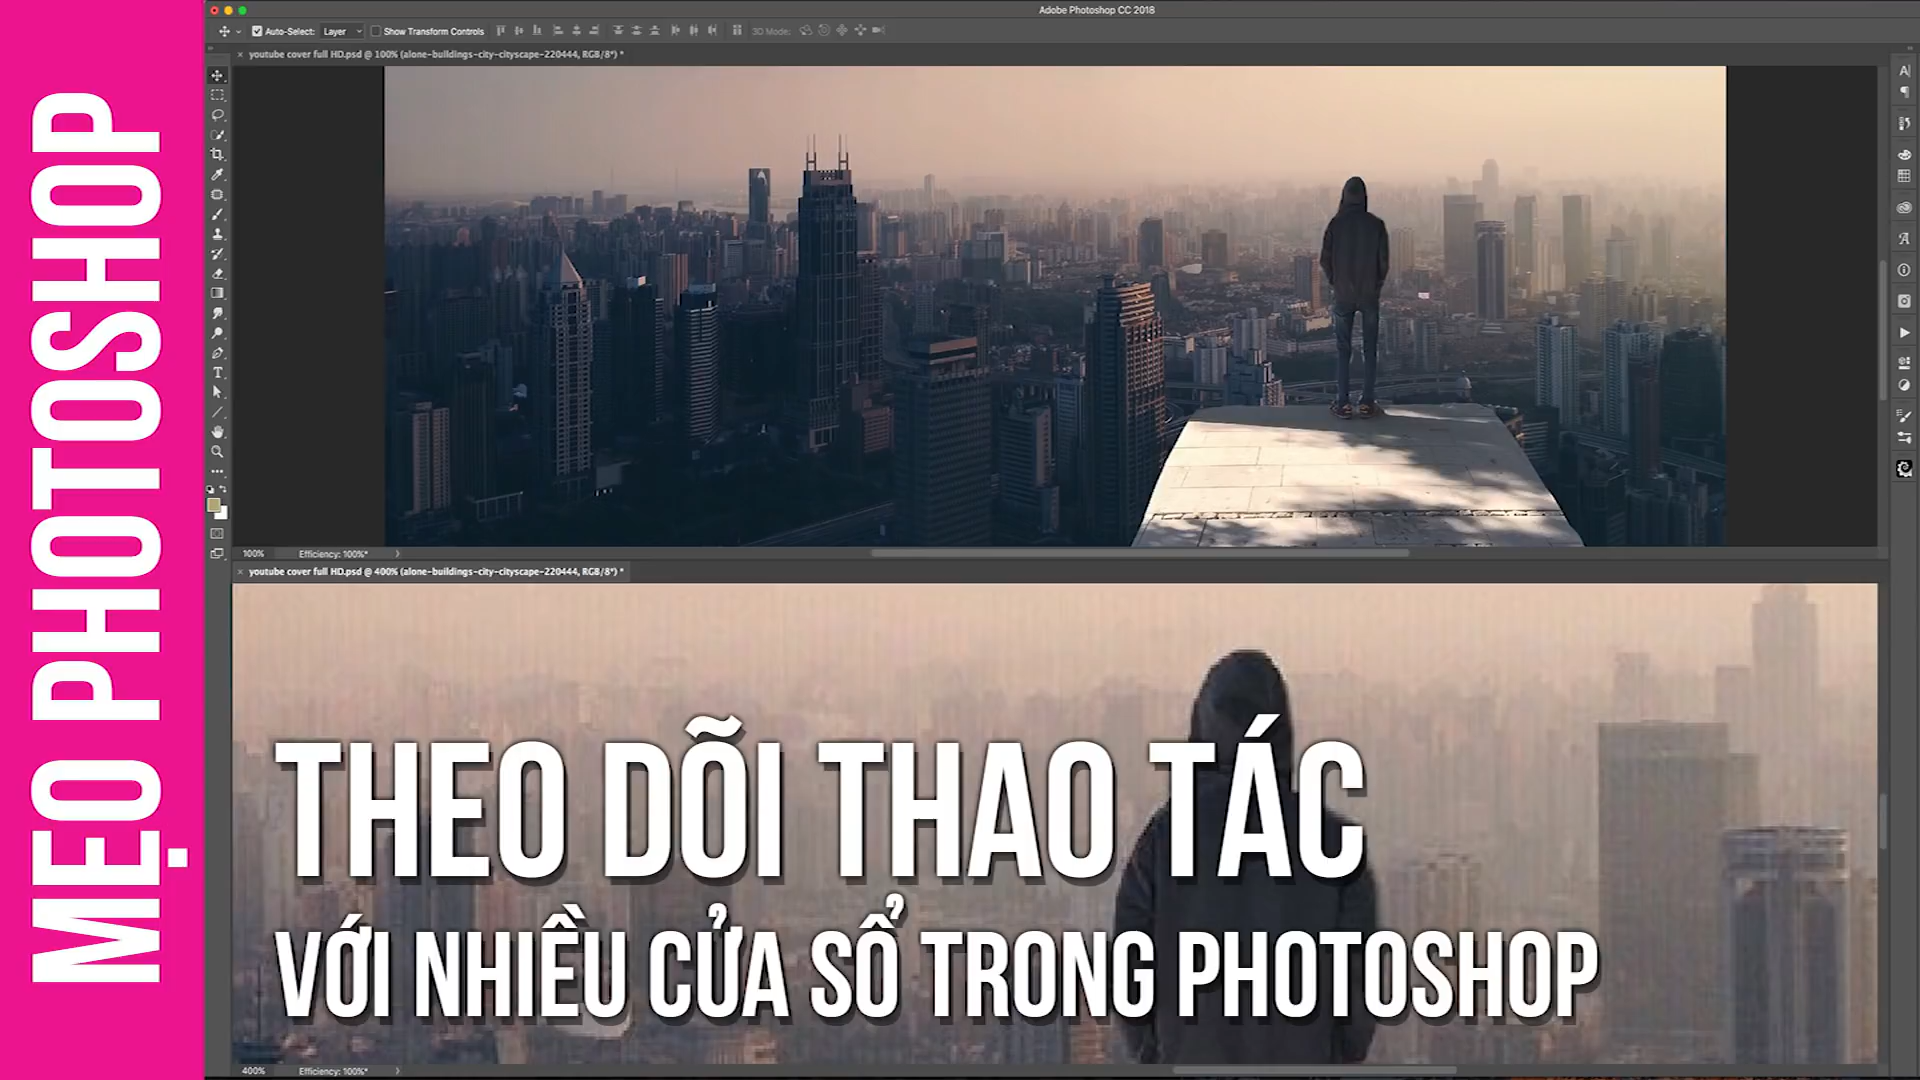 MẸO PHOTOSHOP
Adobe Photoshop CC 2018
Auto-Select: Layer Show Transform Controls 3D Mode:
youtube cover full HD.psd @ 100% (alone-buildings-city-cityscape-220444, RGB/8*) *
100% Efficiency: 100%*
youtube cover full HD.psd @ 400% (alone-buildings-city-cityscape-220444, RGB/8*) *
THEO DÕI THAO TÁC
VỚI NHIỀU CỬA SỔ TRONG PHOTOSHOP
400% Efficiency: 100%*